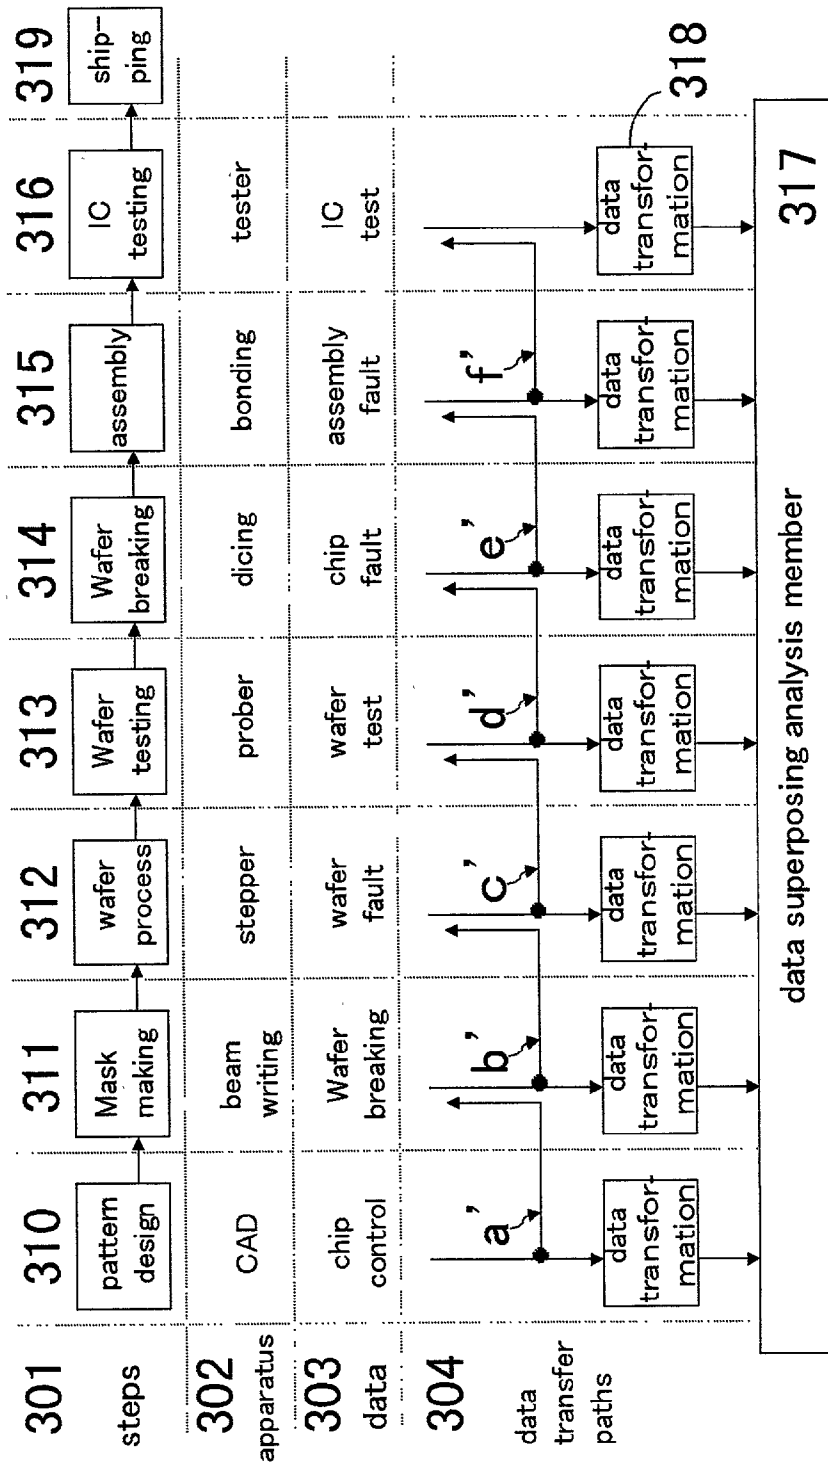 301
310
311
312
313
314
315
316
319
steps
pattern
design
Mask
making
wafer
process
Wafer
testing
Wafer
breaking
assembly
IC
testing
ship-
ping
302
apparatus
CAD
beam
writing
stepper
prober
dicing
bonding
tester
303
data
chip
control
Wafer
breaking
wafer
fault
wafer
test
chip
fault
assembly
fault
IC
test
304
data
transfer
paths
a'
b'
c'
d'
e'
f'
data
transfor-
mation
data
transfor-
mation
data
transfor-
mation
data
transfor-
mation
data
transfor-
mation
data
transfor-
mation
data
transfor-
mation
318
data superposing analysis member
317